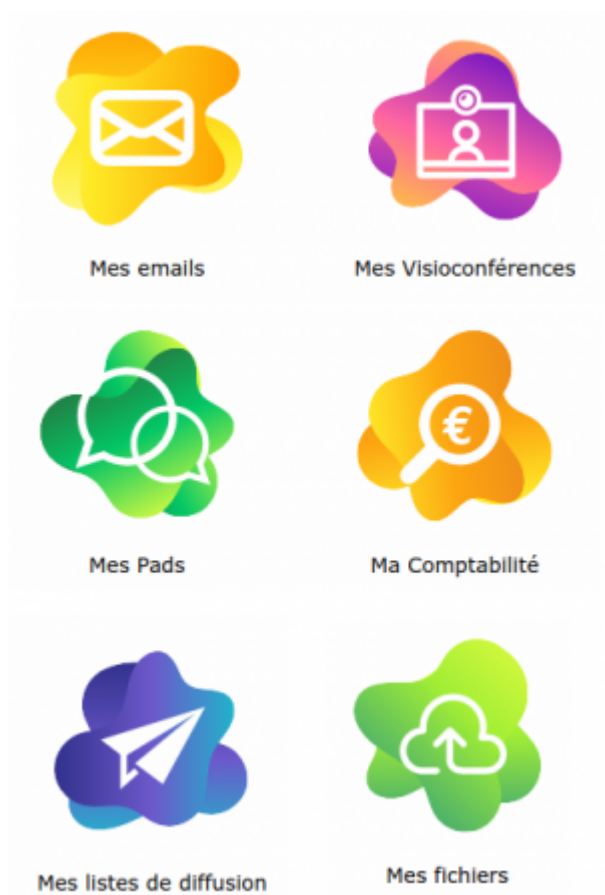 Mes emails
Mes Visioconférences
€
Mes Pads
Ma Comptabilité
Mes listes de diffusion
Mes fichiers